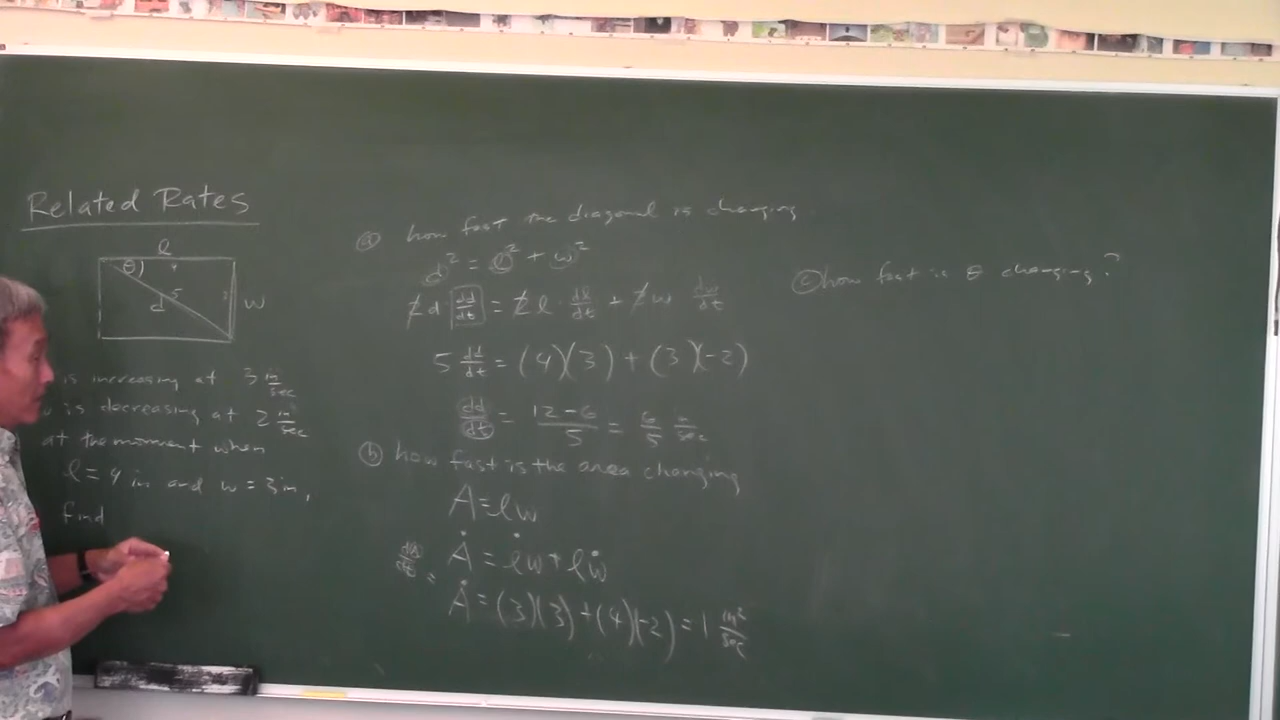 Related Rates
l
θ
4
5
d
3
w
is increasing at 3 in/sec
is decreasing at 2 in/sec
at the moment when
l = 4 in and w = 3 in,
find
ⓐ how fast the diagonal is changing
d² = l² + w²
2d dd/dt = 2l · dl/dt + 2w dw/dt
5 dd/dt = (4)(3) + (3)(-2)
dd/dt = 12-6/5 = 6/5 in/sec
ⓑ how fast is the area changing
A = lw
dA/dt = Ȧ = l̇w + lẇ
Ȧ = (3)(3) + (4)(-2) = 1 in²/sec
ⓒ how fast is θ changing?